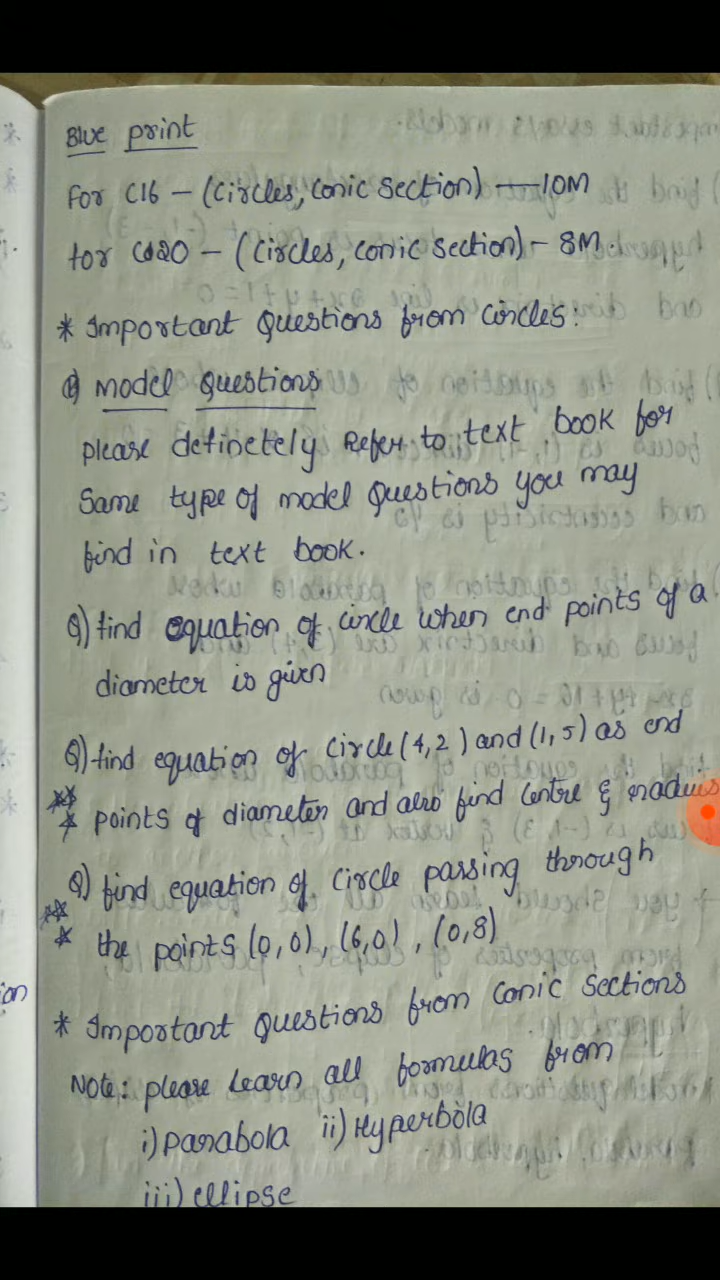 Blue print
For C16 - (Circles, Conic Section) - 10M
for C20 - (Circles, Conic Section) - 8M.
* Important Questions from circles:
model Questions
please definetely Refer to text book for
Same type of model Questions you may
find in text book.
Q) find equation of circle when end points of a
diameter is given
Q) find equation of Circle (4,2) and (1,5) as end
points of diameter and also find Centre & radius
Q) find equation of Circle passing through
* the points (0,0), (6,0), (0,8)
* Important Questions from Conic Sections
Note: please Learn all formulas from
i) Parabola ii) Hyperbola
iii) ellipse
on